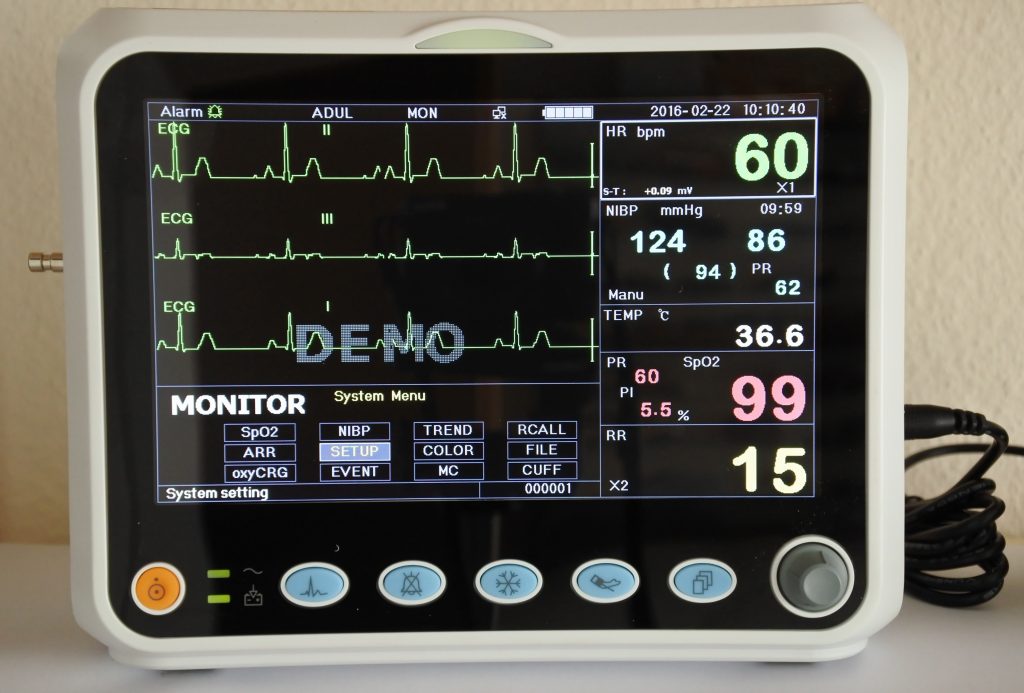 Alarm ADUL MON 2016-02-22 10:10:40
ECG II
ECG III
ECG I
DEMO
HR bpm
60
S-T: +0.09 mV X1
NIBP mmHg 09:59
124 86
( 94 ) PR
62
Manu
TEMP °C
36.6
PR SpO2
60
99
PI
5.5 %
RR
15
X2
MONITOR System Menu
SpO2 NIBP TREND RCALL
ARR SETUP COLOR FILE
oxyCRG EVENT MC CUFF
System setting 000001